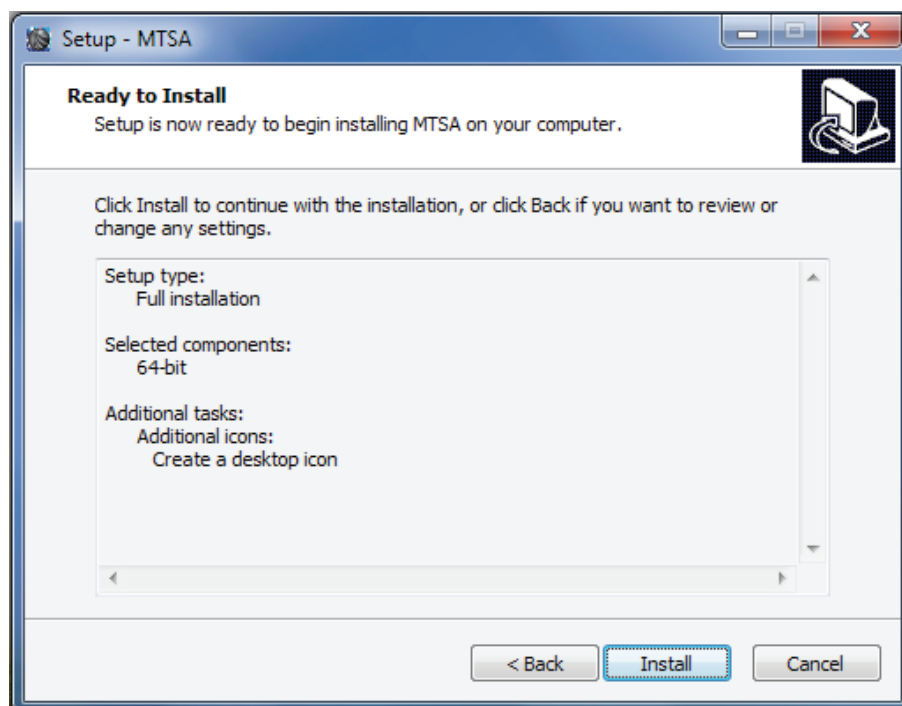 Setup - MTSA
Ready to Install
Setup is now ready to begin installing MTSA on your computer.
Click Install to continue with the installation, or click Back if you want to review or
change any settings.
Setup type:
Full installation
Selected components:
64-bit
Additional tasks:
Additional icons:
Create a desktop icon
< Back
Install
Cancel